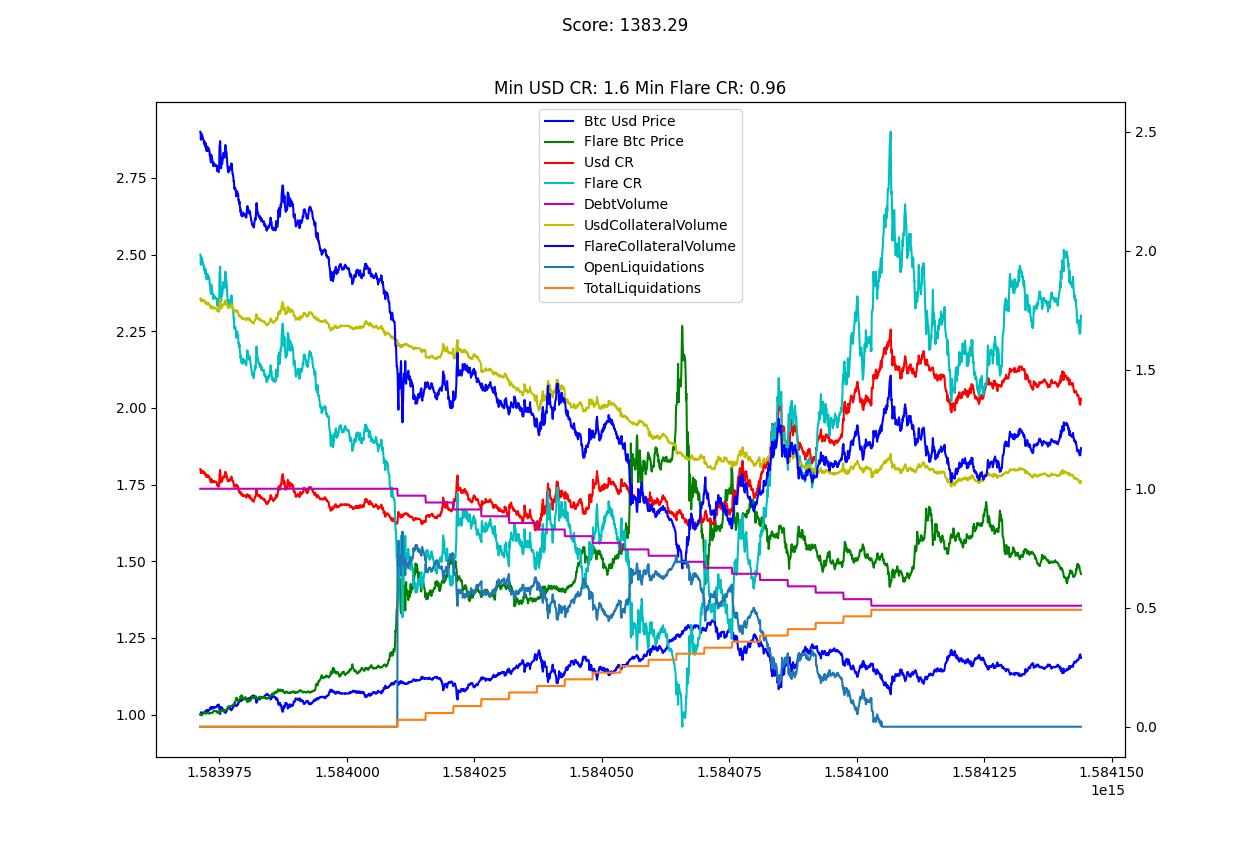 Score: 1383.29
Min USD CR: 1.6 Min Flare CR: 0.96
Btc Usd Price
Flare Btc Price
Usd CR
Flare CR
DebtVolume
UsdCollateralVolume
FlareCollateralVolume
OpenLiquidations
TotalLiquidations
2.75
2.50
2.25
2.00
1.75
1.50
1.25
1.00
2.5
2.0
1.5
1.0
0.5
0.0
1.583975 1.584000 1.584025 1.584050 1.584075 1.584100 1.584125 1.584150
1e15